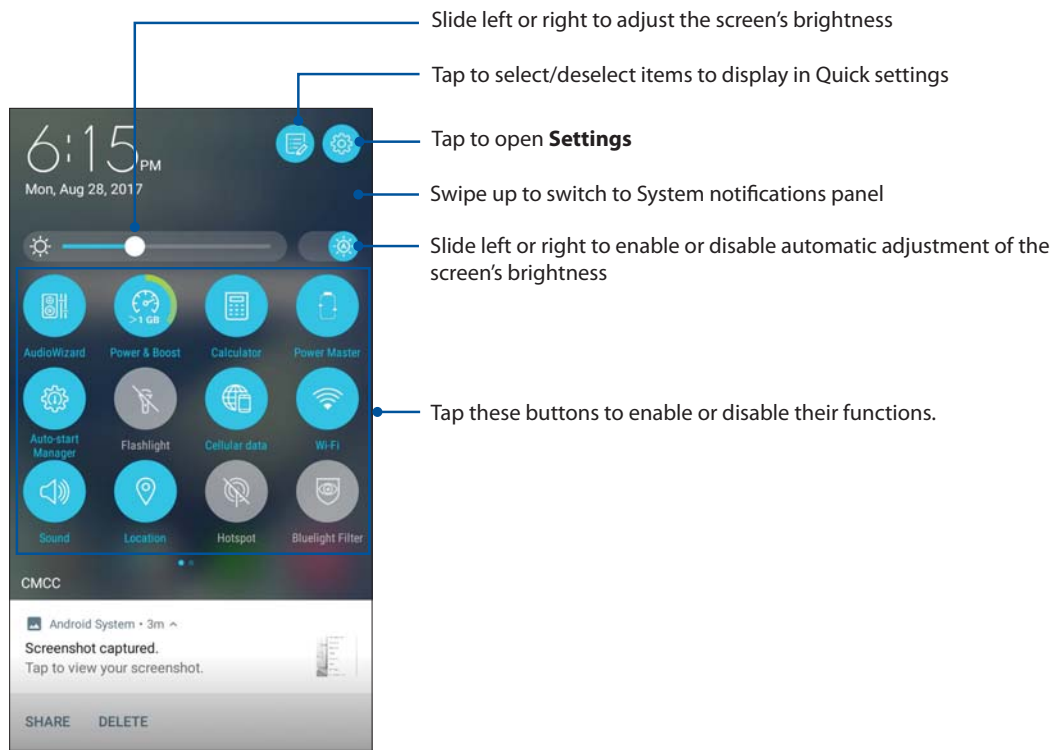 Slide left or right to adjust the screen's brightness
Tap to select/deselect items to display in Quick settings
Tap to open Settings
Swipe up to switch to System notifications panel
Slide left or right to enable or disable automatic adjustment of the
screen's brightness
Tap these buttons to enable or disable their functions.
6:15 PM
Mon, Aug 28, 2017
>1 GB
AudioWizard Power & Boost Calculator Power Master
Auto-start
Manager Flashlight Cellular data Wi-Fi
Sound Location Hotspot Bluelight Filter
CMCC
Android System • 3m
Screenshot captured.
Tap to view your screenshot.
SHARE DELETE